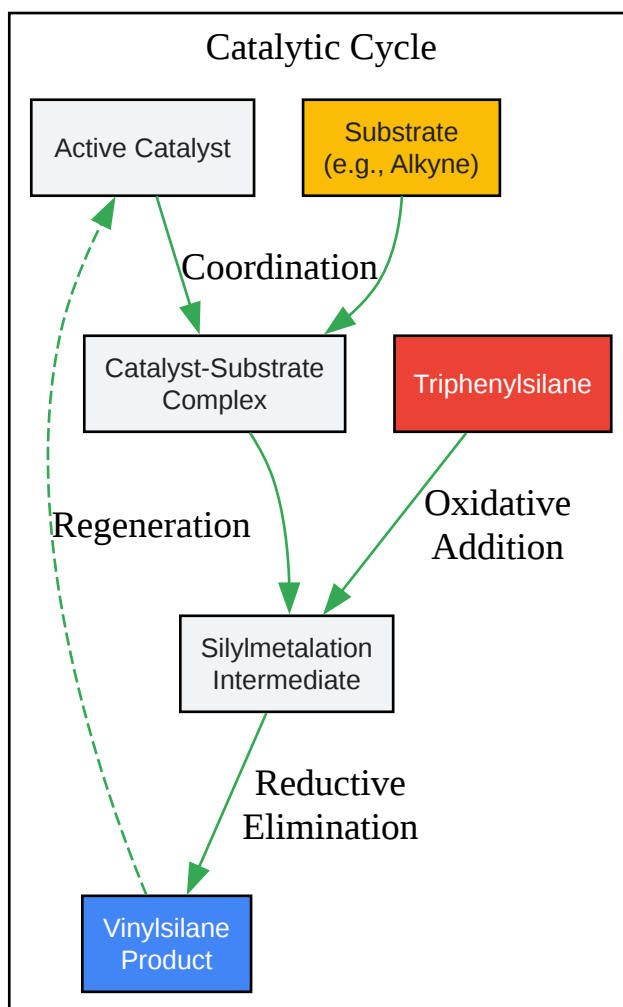 Catalytic Cycle
Active Catalyst
Substrate
(e.g., Alkyne)
Coordination
Catalyst-Substrate
Complex
Triphenylsilane
Regeneration
Oxidative
Addition
Silylmetalation
Intermediate
Reductive
Elimination
Vinylsilane
Product